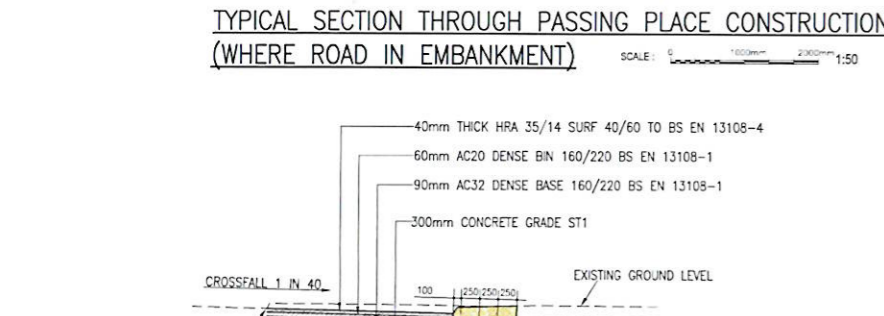 TYPICAL SECTION THROUGH PASSING PLACE CONSTRUCTION
(WHERE ROAD IN EMBANKMENT)
SCALE: 0 1000mm 2000mm 1:50
40mm THICK HRA 35/14 SURF 40/60 TO BS EN 13108-4
60mm AC20 DENSE BIN 160/220 BS EN 13108-1
90mm AC32 DENSE BASE 160/220 BS EN 13108-1
300mm CONCRETE GRADE ST1
CROSSFALL 1 IN 40
EXISTING GROUND LEVEL
100 250 250 250